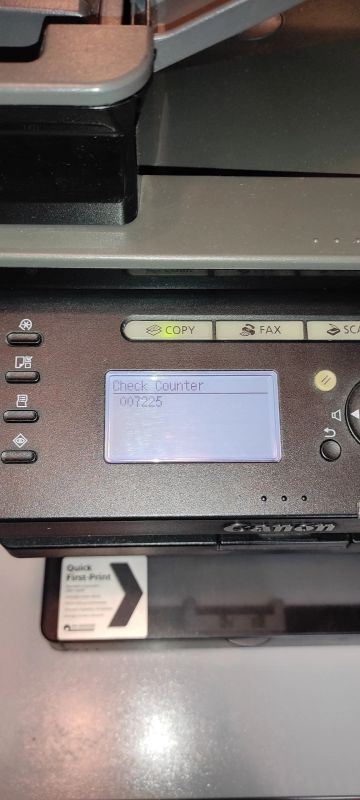 COPY
FAX
SCA
Check Counter
007225
Canon
Quick
First-Print